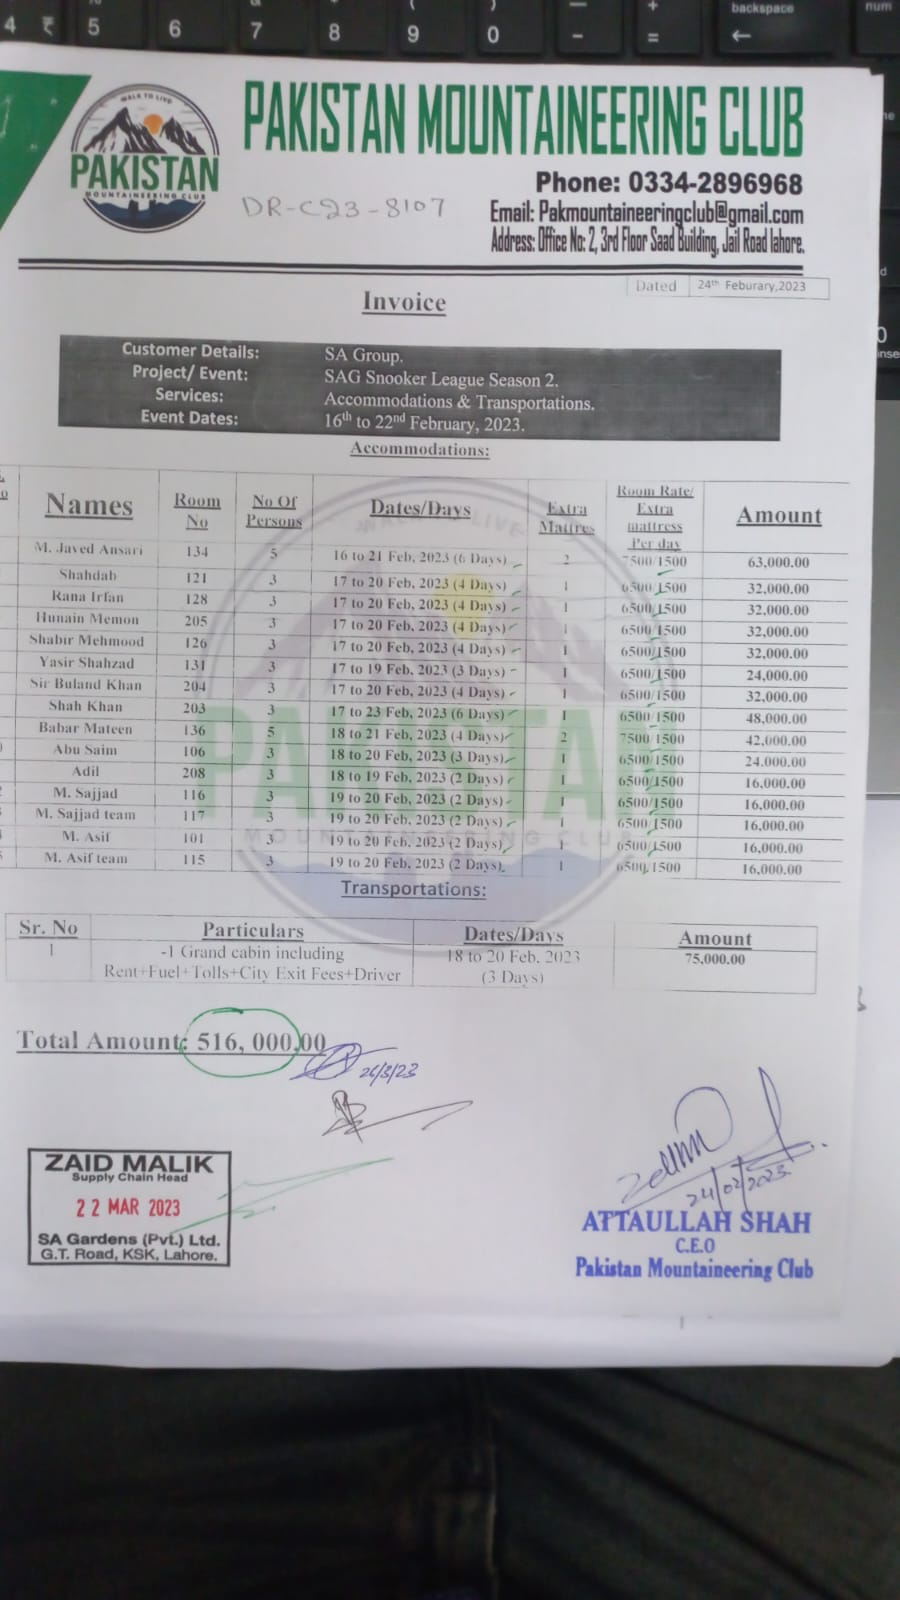 4 ₹ 5 6 7 8 9 0 - = backspace num
WALK TO LIVE
PAKISTAN
MOUNTAINEERING CLUB
PAKISTAN MOUNTAINEERING CLUB
Phone: 0334-2896968
DR-C23-8107
Email: Pakmountaineeringclub@gmail.com
Address: Office No: 2, 3rd Floor Saad Building, Jail Road lahore.
Dated 24th Feburary,2023
Invoice
Customer Details: SA Group.
Project/ Event: SAG Snooker League Season 2.
Services: Accommodations & Transportations.
Event Dates: 16th to 22nd February, 2023.
Accommodations:
Names Room No No Of Persons Dates/Days Extra Mattres Room Rate/ Extra mattress Per day Amount
M. Javed Ansari 134 5 16 to 21 Feb, 2023 (6 Days) 2 7500/1500 63,000.00
Shahdab 121 3 17 to 20 Feb, 2023 (4 Days) 1 6500/1500 32,000.00
Rana Irfan 128 3 17 to 20 Feb, 2023 (4 Days) 1 6500/1500 32,000.00
Hunain Memon 205 3 17 to 20 Feb, 2023 (4 Days) 1 6500/1500 32,000.00
Shabir Mehmood 126 3 17 to 20 Feb, 2023 (4 Days) 1 6500/1500 32,000.00
Yasir Shahzad 131 3 17 to 19 Feb, 2023 (3 Days) 1 6500/1500 24,000.00
Sir Buland Khan 204 3 17 to 20 Feb, 2023 (4 Days) 1 6500/1500 32,000.00
Shah Khan 203 3 17 to 23 Feb, 2023 (6 Days) 1 6500/1500 48,000.00
Babar Mateen 136 5 18 to 21 Feb, 2023 (4 Days) 2 7500/1500 42,000.00
Abu Saim 106 3 18 to 20 Feb, 2023 (3 Days) 1 6500/1500 24.000.00
Adil 208 3 18 to 19 Feb, 2023 (2 Days) 1 6500/1500 16,000.00
M. Sajjad 116 3 19 to 20 Feb, 2023 (2 Days) 1 6500/1500 16,000.00
M. Sajjad team 117 3 19 to 20 Feb, 2023 (2 Days) 1 6500/1500 16,000.00
M. Asif 101 3 19 to 20 Feb, 2023 (2 Days) 1 6500/1500 16,000.00
M. Asif team 115 3 19 to 20 Feb, 2023 (2 Days) 1 6500/1500 16,000.00
Transportations:
Sr. No Particulars Dates/Days Amount
1 -1 Grand cabin including 18 to 20 Feb, 2023 75,000.00
Rent+Fuel+Tolls+City Exit Fees+Driver (3 Days)
Total Amount: 516, 000.00
24/02/2023
ZAID MALIK
Supply Chain Head
22 MAR 2023
SA Gardens (Pvt.) Ltd.
G.T. Road, KSK, Lahore.
ATTAULLAH SHAH
C.E.O
Pakistan Mountaineering Club